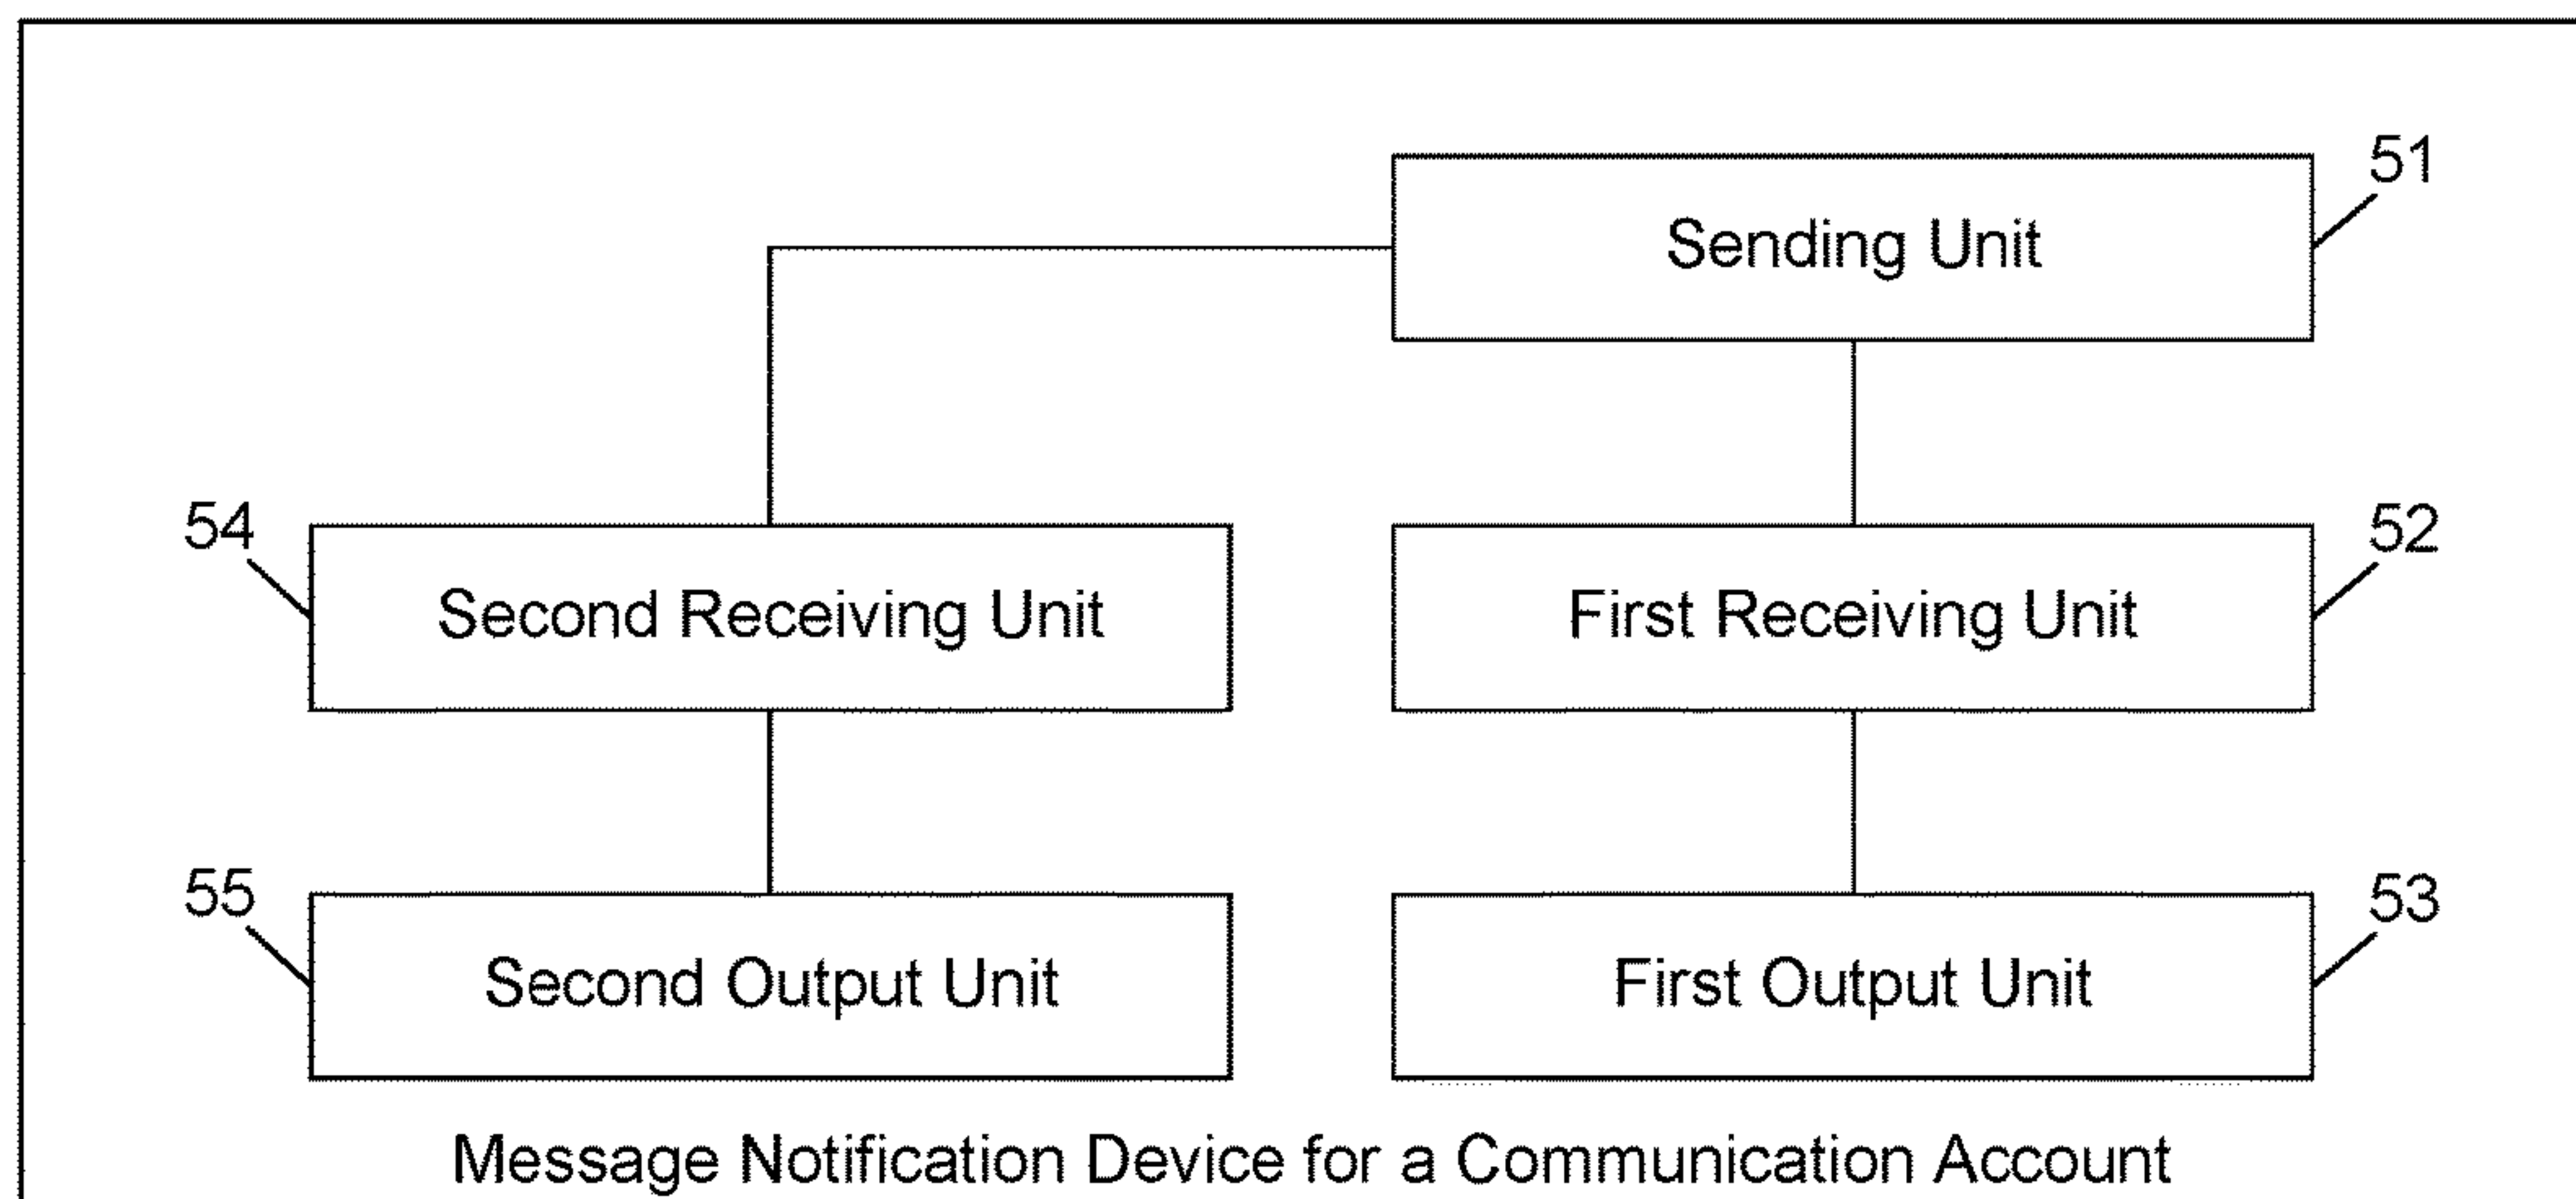 51
Sending Unit
54
Second Receiving Unit
52
First Receiving Unit
55
Second Output Unit
53
First Output Unit
Message Notification Device for a Communication Account